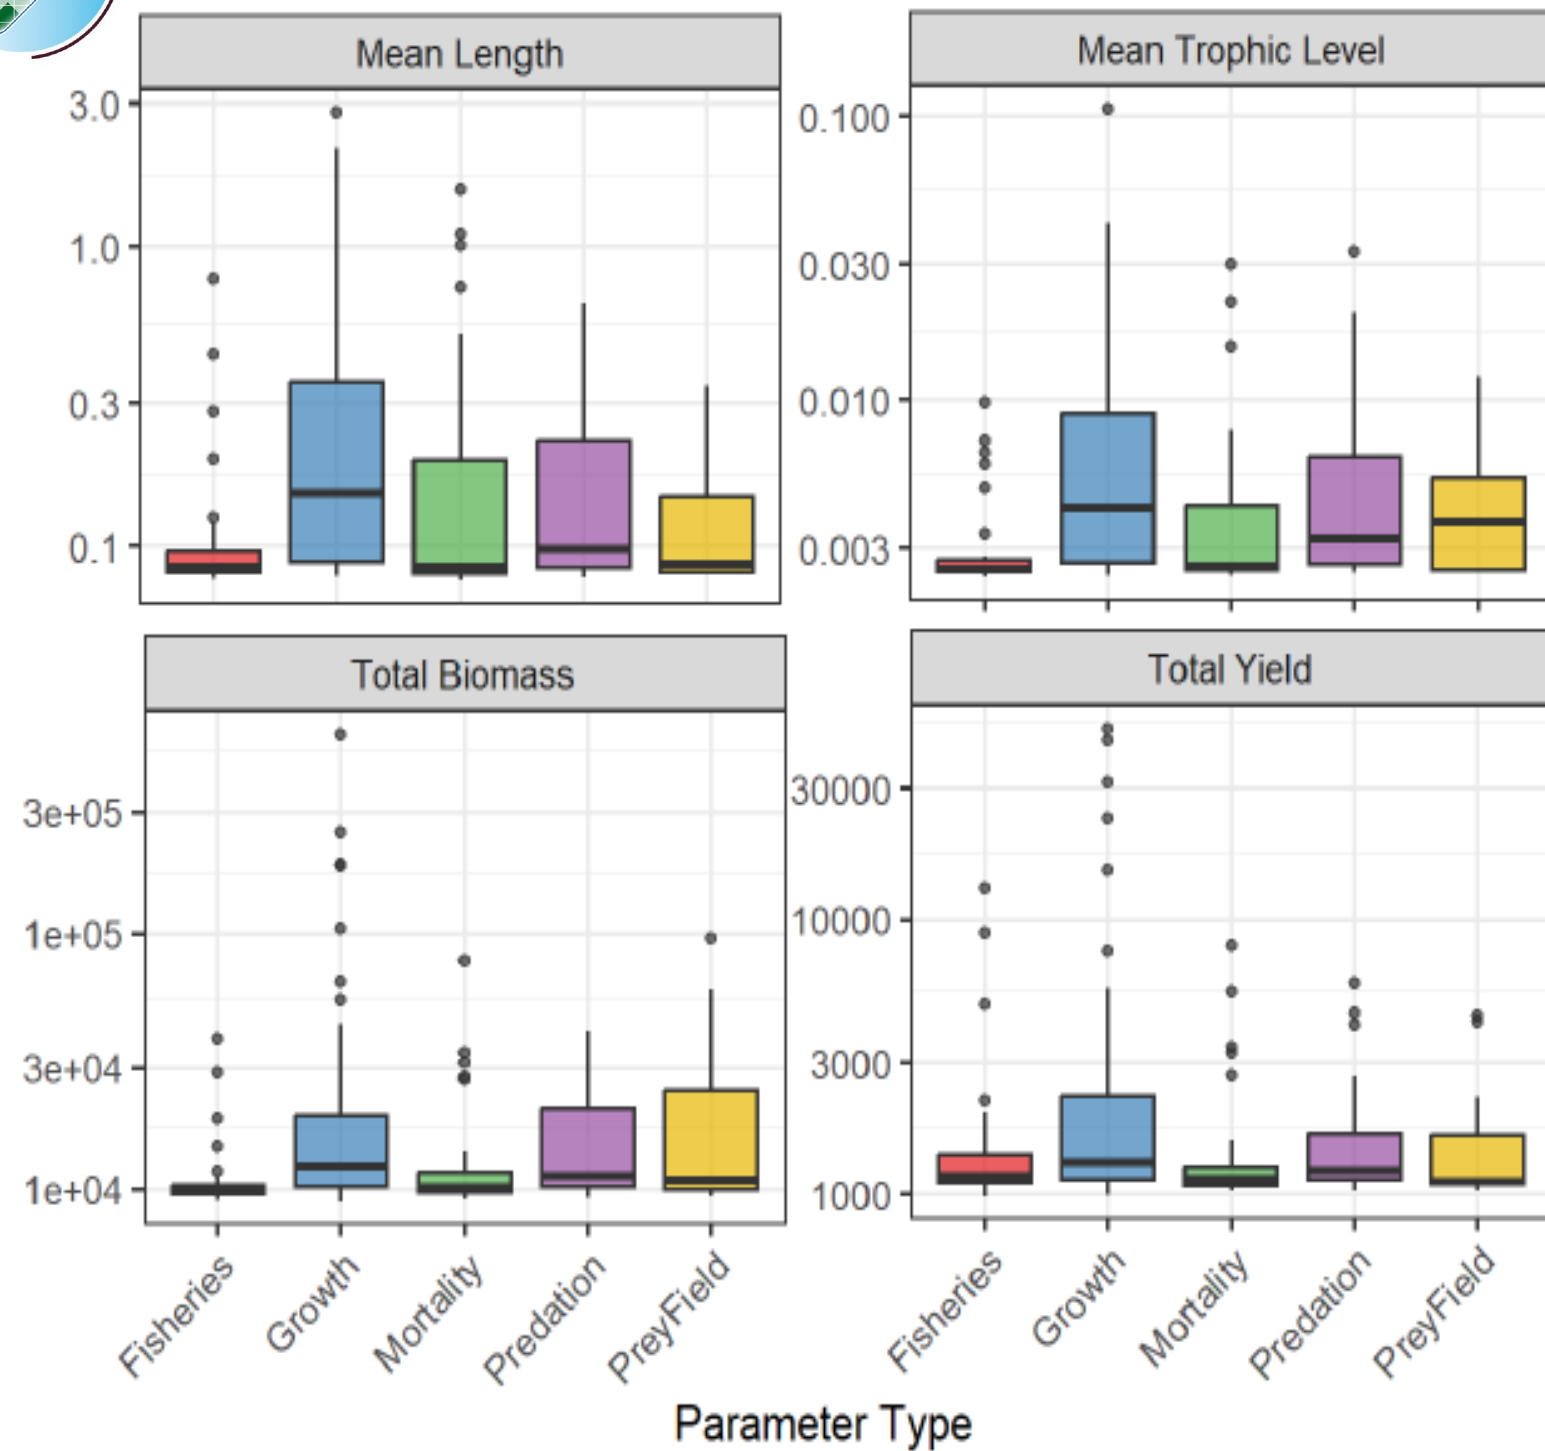 Mean Length
Mean Trophic Level
3.0
1.0
0.3
0.1
0.100
0.030
0.010
0.003
Total Biomass
Total Yield
3e+05
1e+05
3e+04
1e+04
30000
10000
3000
1000
Fisheries
Growth
Mortality
Predation
PreyField
Fisheries
Growth
Mortality
Predation
PreyField
Parameter Type